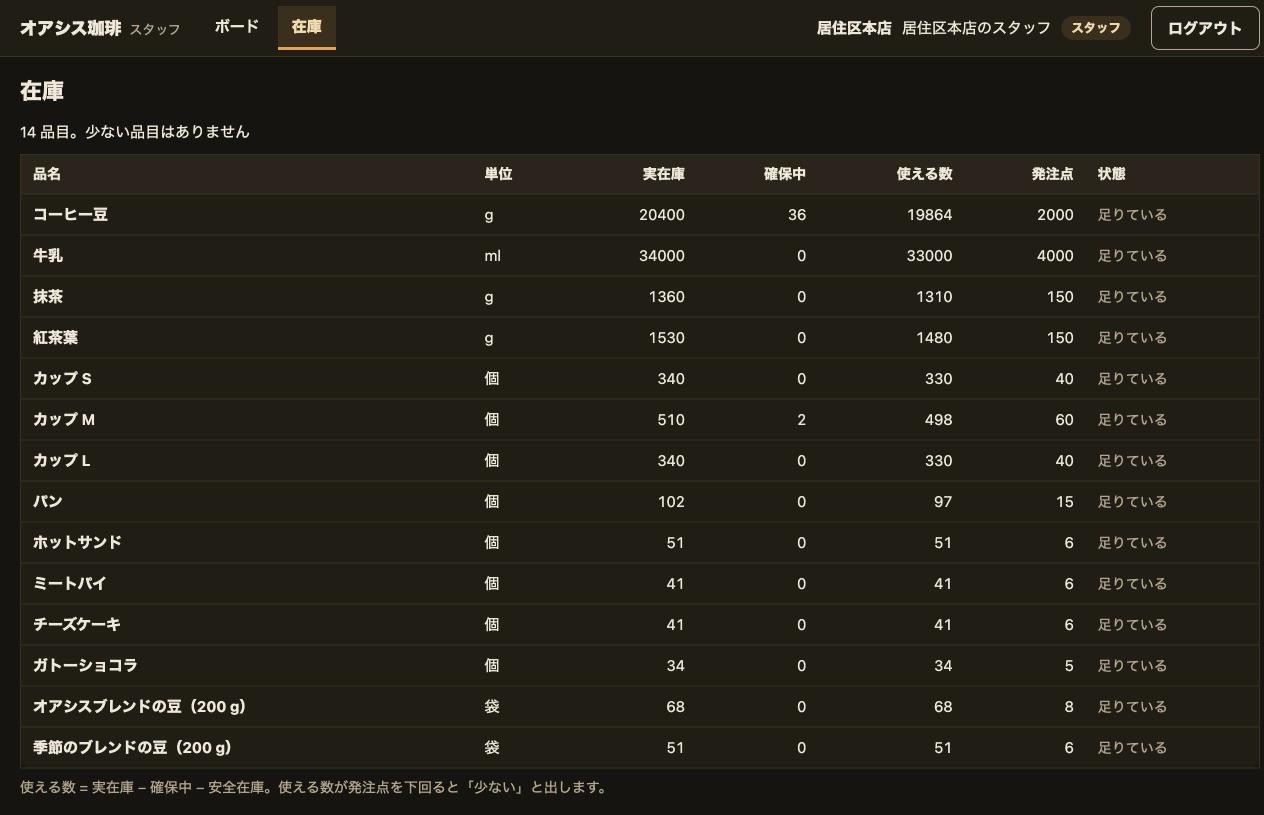 オアシス珈琲 スタッフ ボード 在庫 居住区本店 居住区本店のスタッフ スタッフ ログアウト
在庫
14 品目。少ない品目はありません
品名 単位 実在庫 確保中 使える数 発注点 状態
コーヒー豆 g 20400 36 19864 2000 足りている
牛乳 ml 34000 0 33000 4000 足りている
抹茶 g 1360 0 1310 150 足りている
紅茶葉 g 1530 0 1480 150 足りている
カップ S 個 340 0 330 40 足りている
カップ M 個 510 2 498 60 足りている
カップ L 個 340 0 330 40 足りている
パン 個 102 0 97 15 足りている
ホットサンド 個 51 0 51 6 足りている
ミートパイ 個 41 0 41 6 足りている
チーズケーキ 個 41 0 41 6 足りている
ガトーショコラ 個 34 0 34 5 足りている
オアシスブレンドの豆（200 g） 袋 68 0 68 8 足りている
季節のブレンドの豆（200 g） 袋 51 0 51 6 足りている
使える数 = 実在庫 − 確保中 − 安全在庫。使える数が発注点を下回ると「少ない」と出します。